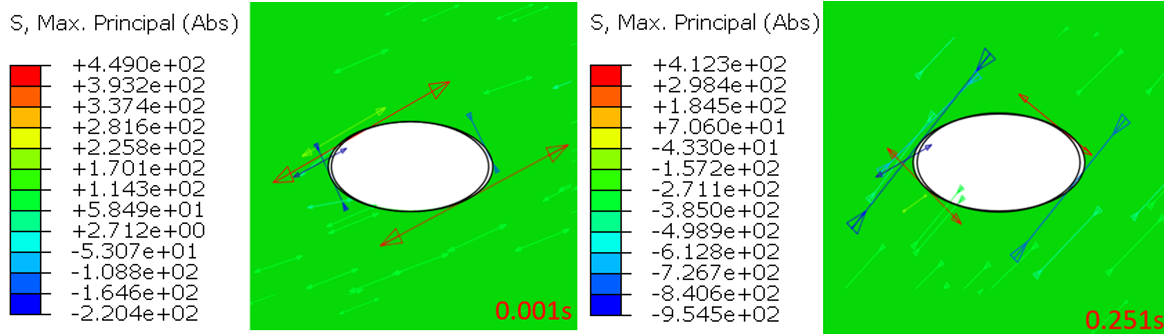 S, Max. Principal (Abs)
+4.490e+02
+3.932e+02
+3.374e+02
+2.816e+02
+2.258e+02
+1.701e+02
+1.143e+02
+5.849e+01
+2.712e+00
-5.307e+01
-1.088e+02
-1.646e+02
-2.204e+02
0.001s
S, Max. Principal (Abs)
+4.123e+02
+2.984e+02
+1.845e+02
+7.060e+01
-4.330e+01
-1.572e+02
-2.711e+02
-3.850e+02
-4.989e+02
-6.128e+02
-7.267e+02
-8.406e+02
-9.545e+02
0.251s